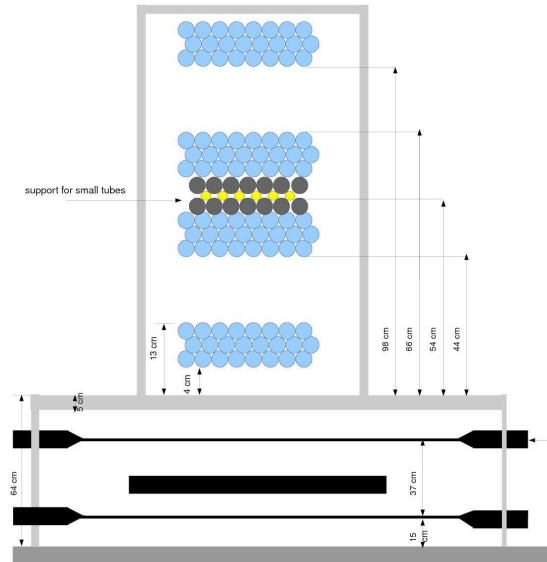 support for small tubes
98 cm
66 cm
54 cm
44 cm
13 cm
4 cm
5 cm
64 cm
37 cm
15
cm